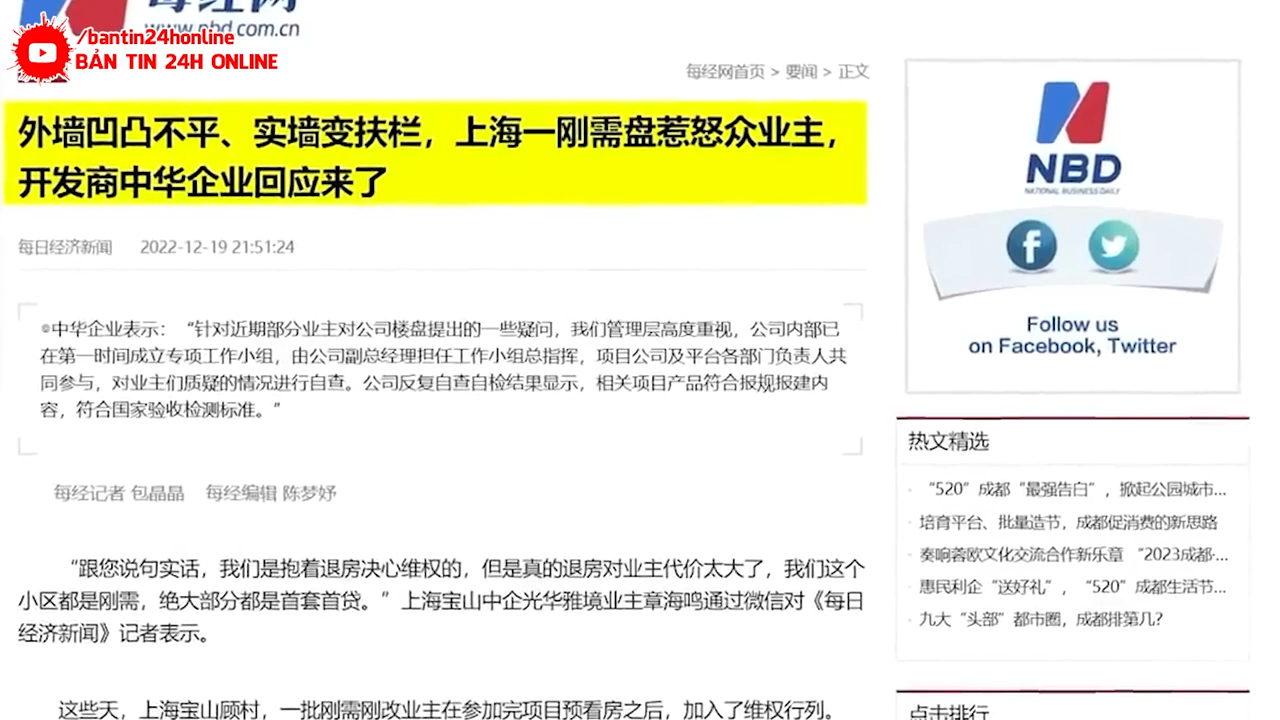 每经网
www.nbd.com.cn
/bantin24honline
BẢN TIN 24H ONLINE
每经网首页 > 要闻 > 正文
外墙凹凸不平、实墙变扶栏，上海一刚需盘惹怒众业主，
开发商中华企业回应来了
每日经济新闻 2022-12-19 21:51:24
◎中华企业表示：“针对近期部分业主对公司楼盘提出的一些疑问，我们管理层高度重视，公司内部已
在第一时间成立专项工作小组，由公司副总经理担任工作小组总指挥，项目公司及平台各部门负责人共
同参与，对业主们质疑的情况进行自查。公司反复自查自检结果显示，相关项目产品符合报规报建内
容，符合国家验收检测标准。”
每经记者 包晶晶 每经编辑 陈梦妤
“跟您说句实话，我们是抱着退房决心维权的，但是真的退房对业主代价太大了，我们这个
小区都是刚需，绝大部分都是首套首贷。”上海宝山中企光华雅境业主章海鸣通过微信对《每日
经济新闻》记者表示。
这些天，上海宝山顾村，一批刚需刚改业主在参加完项目预看房之后，加入了维权行列。
NBD
NATIONAL BUSINESS DAILY
Follow us
on Facebook, Twitter
热文精选
“520”成都“最强告白”，掀起公园城市...
培育平台、批量造节，成都促消费的新思路
奏响蓉欧文化交流合作新乐章 “2023成都·...
惠民利企“送好礼”，“520”成都生活节...
九大“头部”都市圈，成都排第几？
点击排行